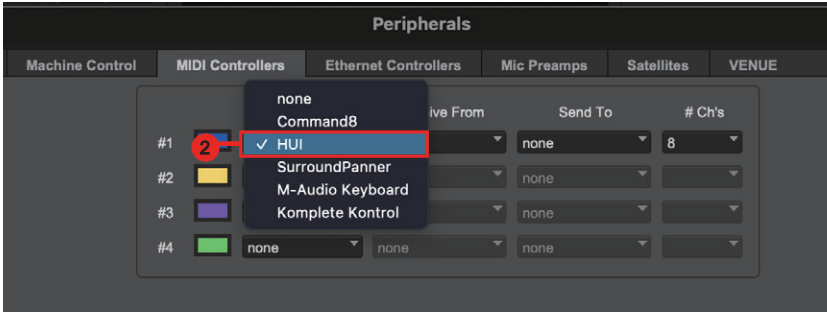 Peripherals
Machine Control MIDI Controllers Ethernet Controllers Mic Preamps Satellites VENUE
none
ive From Send To # Ch's
Command8
#1 2 ✓ HUI none 8
SurroundPanner
#2 none
M-Audio Keyboard
#3 Komplete Kontrol none
#4 none none none